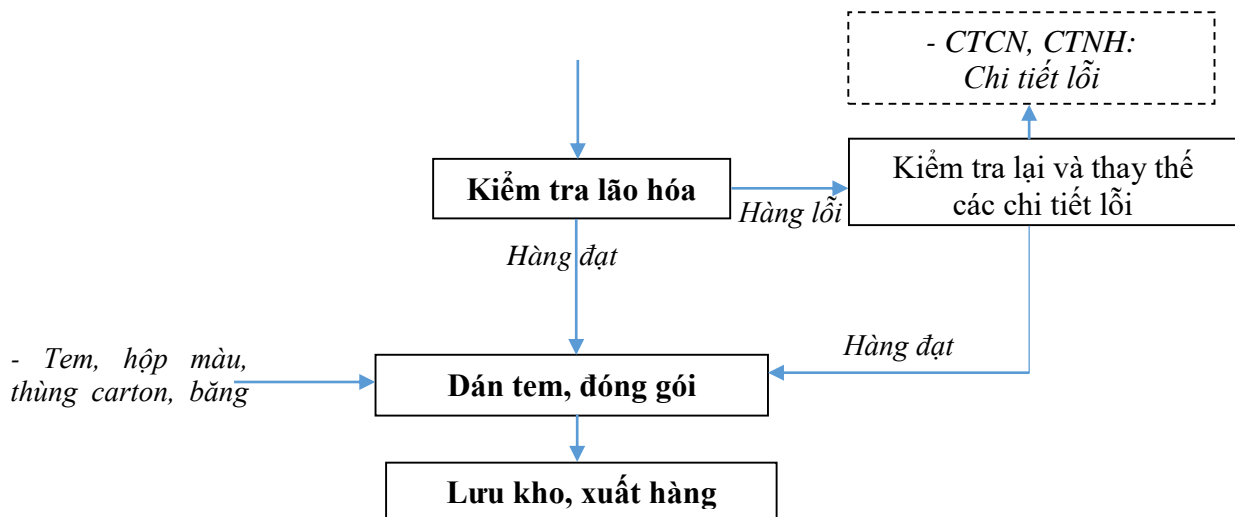 - CTCN, CTNH:
Chi tiết lỗi
Kiểm tra lão hóa
Hàng lỗi
Kiểm tra lại và thay thế
các chi tiết lỗi
Hàng đạt
Hàng đạt
- Tem, hộp màu,
thùng carton, băng
Dán tem, đóng gói
Lưu kho, xuất hàng